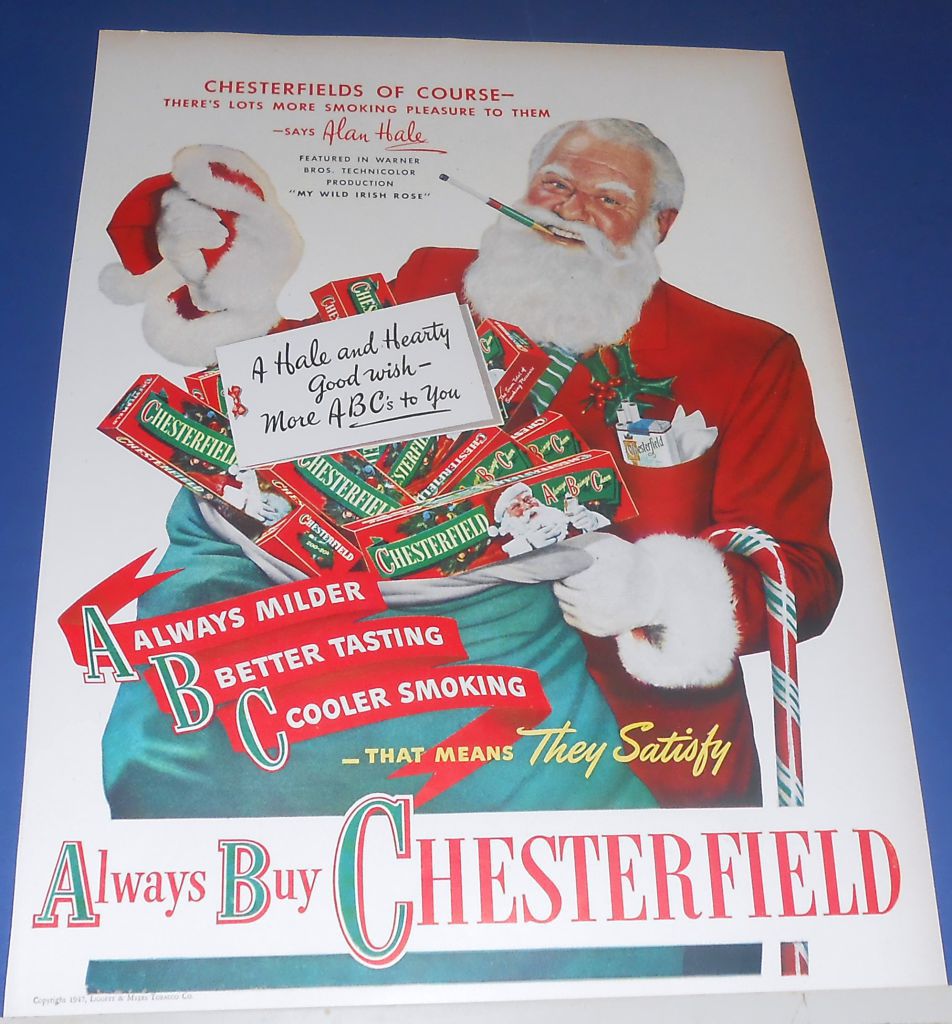 CHESTERFIELDS OF COURSE—
THERE'S LOTS MORE SMOKING PLEASURE TO THEM
—SAYS Alan Hale
FEATURED IN WARNER
BROS. TECHNICOLOR
PRODUCTION
"MY WILD IRISH ROSE"
A Hale and Hearty
Good wish—
More ABC's to You
CHESTERFIELD
CHESTERFIELD
CHESTERFIELD
CHESTERFIELD
CHESTERFIELD
CHESTERFIELD
Always Buy Chesterfield
A ALWAYS MILDER
B BETTER TASTING
C COOLER SMOKING
—THAT MEANS They Satisfy
Always Buy CHESTERFIELD
Copyright 1947, LIGGETT & MYERS TOBACCO CO.